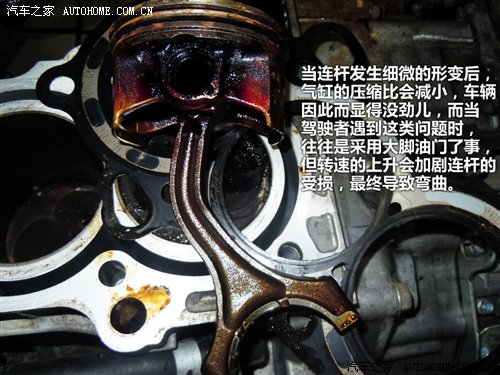 汽车之家 AUTOHOME.COM.CN
当连杆发生细微的形变后，
气缸的压缩比会减小，车辆
因此而显得没劲儿，而当
驾驶者遇到这类问题时，
往往是采用大脚油门了事，
但转速的上升会加剧连杆的
受损，最终导致弯曲。
汽车之家 AUTOHOME.COM.CN